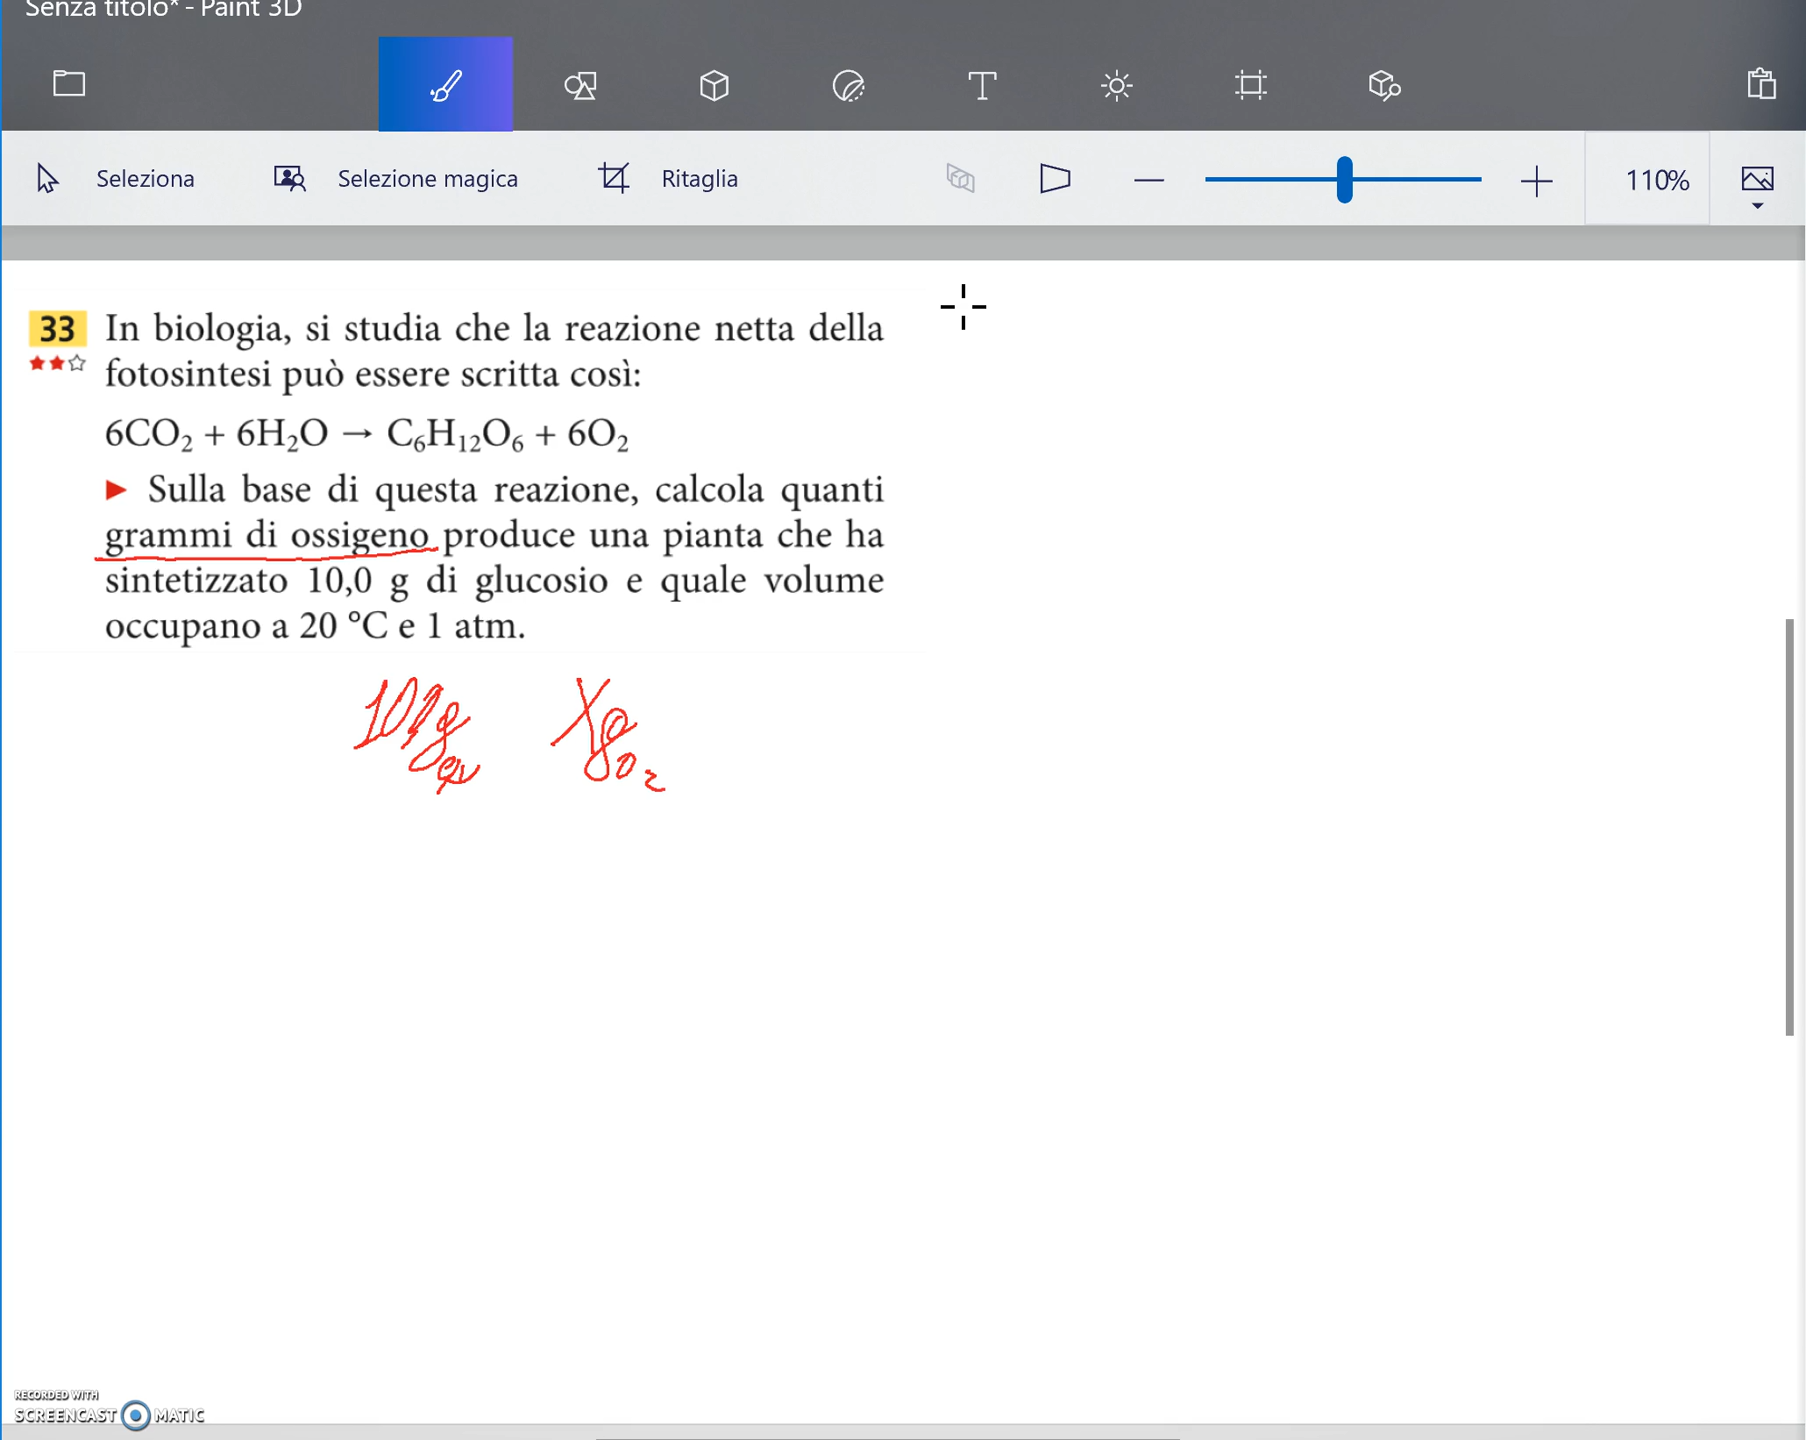 Senza titolo* - Paint 3D
Seleziona Selezione magica Ritaglia 110%
33 In biologia, si studia che la reazione netta della
fotosintesi può essere scritta così:
6CO₂ + 6H₂O → C₆H₁₂O₆ + 6O₂
► Sulla base di questa reazione, calcola quanti
grammi di ossigeno produce una pianta che ha
sintetizzato 10,0 g di glucosio e quale volume
occupano a 20 °C e 1 atm.
Xg O₂
RECORDED WITH
SCREENCAST MATIC